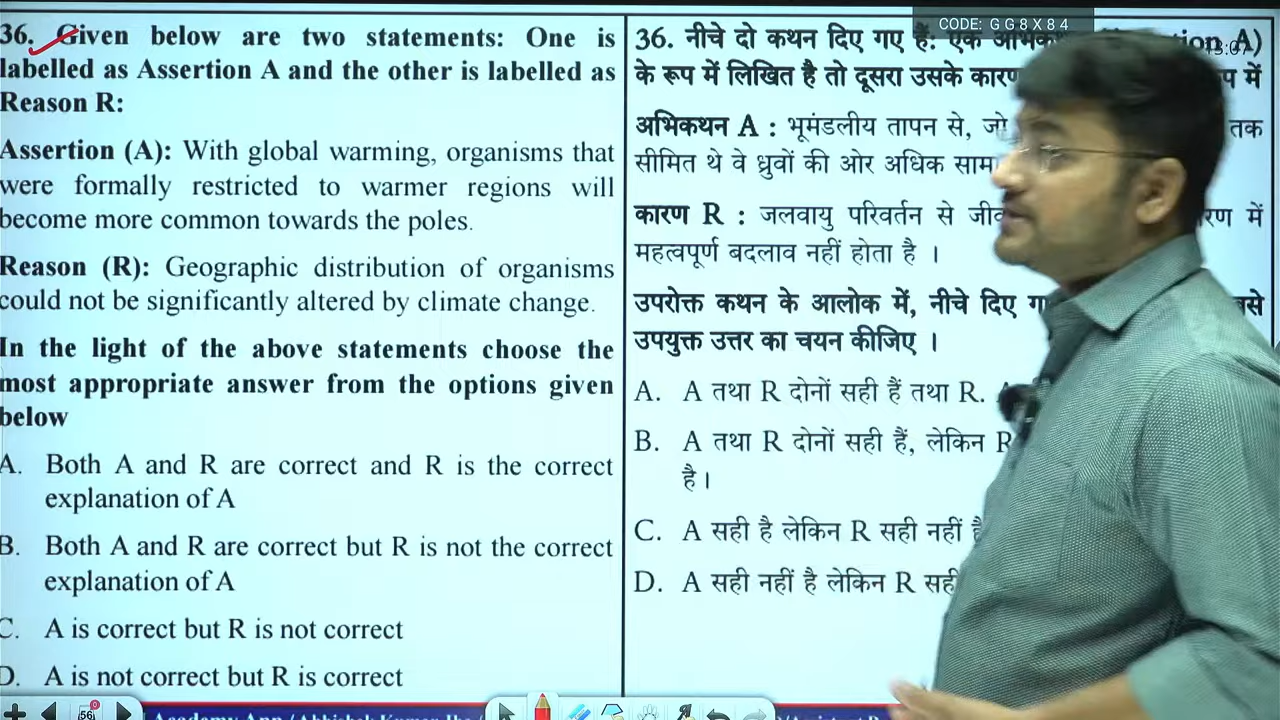 CODE: GG8X84
36. Given below are two statements: One is
labelled as Assertion A and the other is labelled as
Reason R:
Assertion (A): With global warming, organisms that
were formally restricted to warmer regions will
become more common towards the poles.
Reason (R): Geographic distribution of organisms
could not be significantly altered by climate change.
In the light of the above statements choose the
most appropriate answer from the options given
below
A. Both A and R are correct and R is the correct
explanation of A
B. Both A and R are correct but R is not the correct
explanation of A
C. A is correct but R is not correct
D. A is not correct but R is correct
36. नीचे दो कथन दिए गए हैं: एक A)
के रूप में लिखित है तो दूसरा उसके में
अभिकथन A : भूमंडलीय तापन से, जो तक
सीमित थे वे ध्रुवों की ओर अधिक
कारण R : जलवायु परिवर्तन से में
महत्वपूर्ण बदलाव नहीं होता है ।
उपरोक्त कथन के आलोक में, नीचे दिए
उपयुक्त उत्तर का चयन कीजिए ।
A. A तथा R दोनों सही हैं तथा R.
B. A तथा R दोनों सही हैं, लेकिन R
है।
C. A सही है लेकिन R सही नहीं
D. A सही नहीं है लेकिन R
56